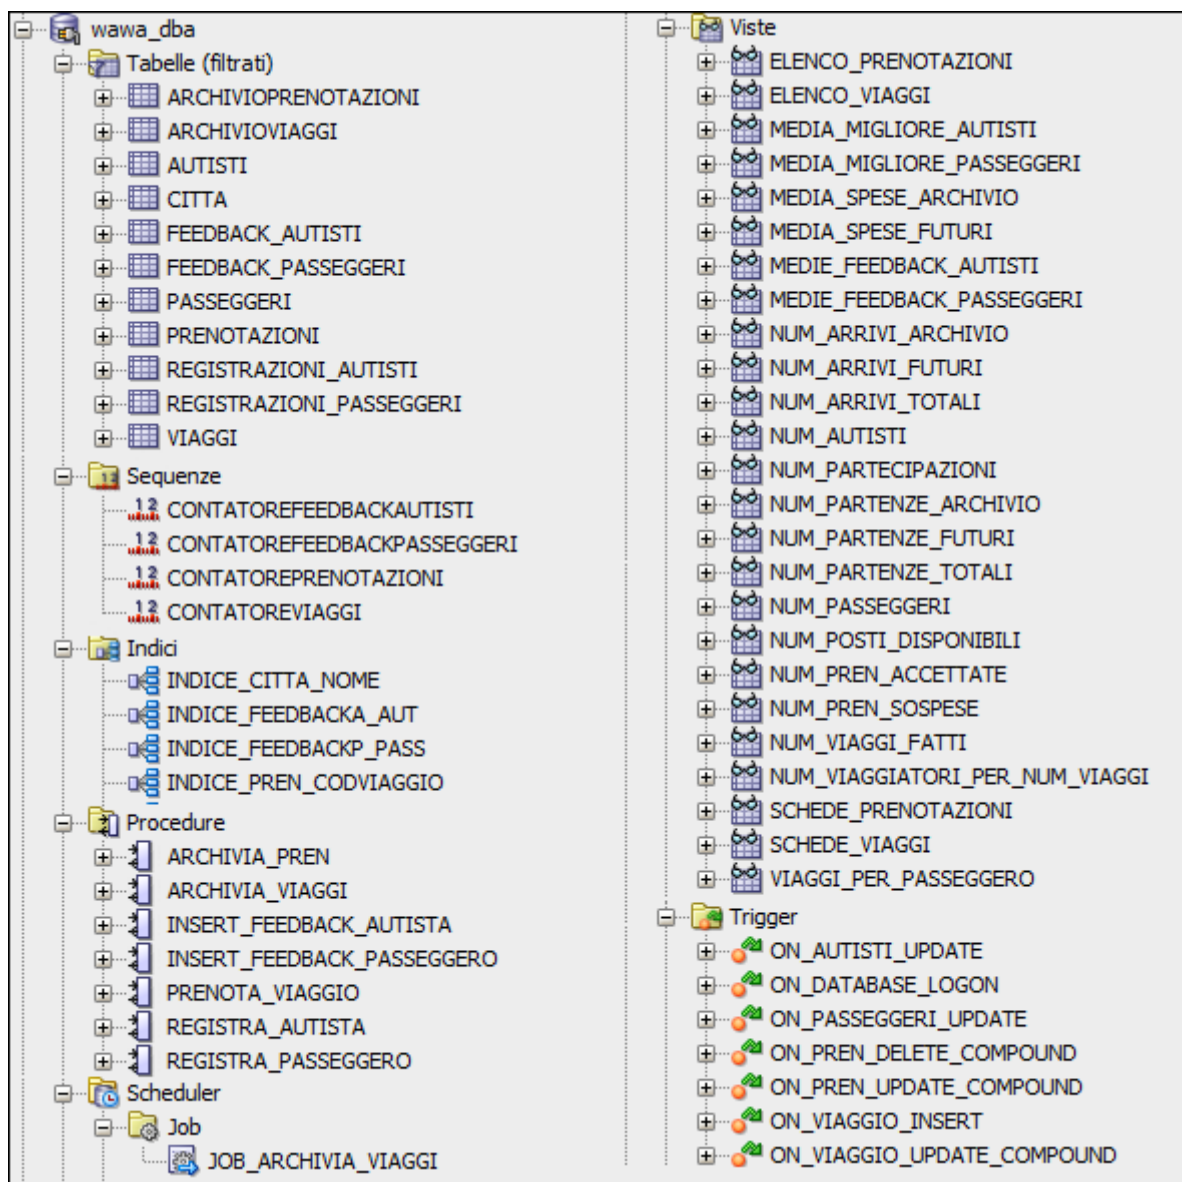 wawa_dba
Tabelle (filtrati)
ARCHIVIOPRENOTAZIONI
ARCHIVIOVIAGGI
AUTISTI
CITTA
FEEDBACK_AUTISTI
FEEDBACK_PASSEGGERI
PASSEGGERI
PRENOTAZIONI
REGISTRAZIONI_AUTISTI
REGISTRAZIONI_PASSEGGERI
VIAGGI
Sequenze
CONTATOREFEEDBACKAUTISTI
CONTATOREFEEDBACKPASSEGGERI
CONTATOREPRENOTAZIONI
CONTATOREVIAGGI
Indici
INDICE_CITTA_NOME
INDICE_FEEDBACKA_AUT
INDICE_FEEDBACKP_PASS
INDICE_PREN_CODVIAGGIO
Procedure
ARCHIVIA_PREN
ARCHIVIA_VIAGGI
INSERT_FEEDBACK_AUTISTA
INSERT_FEEDBACK_PASSEGGERO
PRENOTA_VIAGGIO
REGISTRA_AUTISTA
REGISTRA_PASSEGGERO
Scheduler
Job
JOB_ARCHIVIA_VIAGGI
Viste
ELENCO_PRENOTAZIONI
ELENCO_VIAGGI
MEDIA_MIGLIORE_AUTISTI
MEDIA_MIGLIORE_PASSEGGERI
MEDIA_SPESE_ARCHIVIO
MEDIA_SPESE_FUTURI
MEDIE_FEEDBACK_AUTISTI
MEDIE_FEEDBACK_PASSEGGERI
NUM_ARRIVI_ARCHIVIO
NUM_ARRIVI_FUTURI
NUM_ARRIVI_TOTALI
NUM_AUTISTI
NUM_PARTECIPAZIONI
NUM_PARTENZE_ARCHIVIO
NUM_PARTENZE_FUTURI
NUM_PARTENZE_TOTALI
NUM_PASSEGGERI
NUM_POSTI_DISPONIBILI
NUM_PREN_ACCETTATE
NUM_PREN_SOSPESE
NUM_VIAGGI_FATTI
NUM_VIAGGIATORI_PER_NUM_VIAGGI
SCHEDE_PRENOTAZIONI
SCHEDE_VIAGGI
VIAGGI_PER_PASSEGGERO
Trigger
ON_AUTISTI_UPDATE
ON_DATABASE_LOGON
ON_PASSEGGERI_UPDATE
ON_PREN_DELETE_COMPOUND
ON_PREN_UPDATE_COMPOUND
ON_VIAGGIO_INSERT
ON_VIAGGIO_UPDATE_COMPOUND